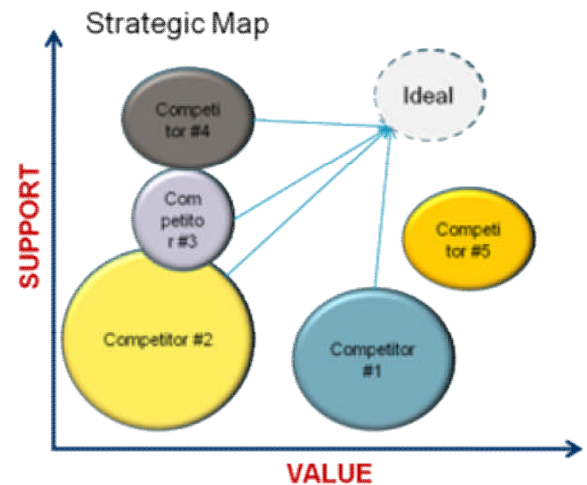 Strategic Map
Ideal
Competi
tor #4
Com
petito
r #3
Competi
tor #5
Competitor #2
Competitor
#1
SUPPORT
VALUE